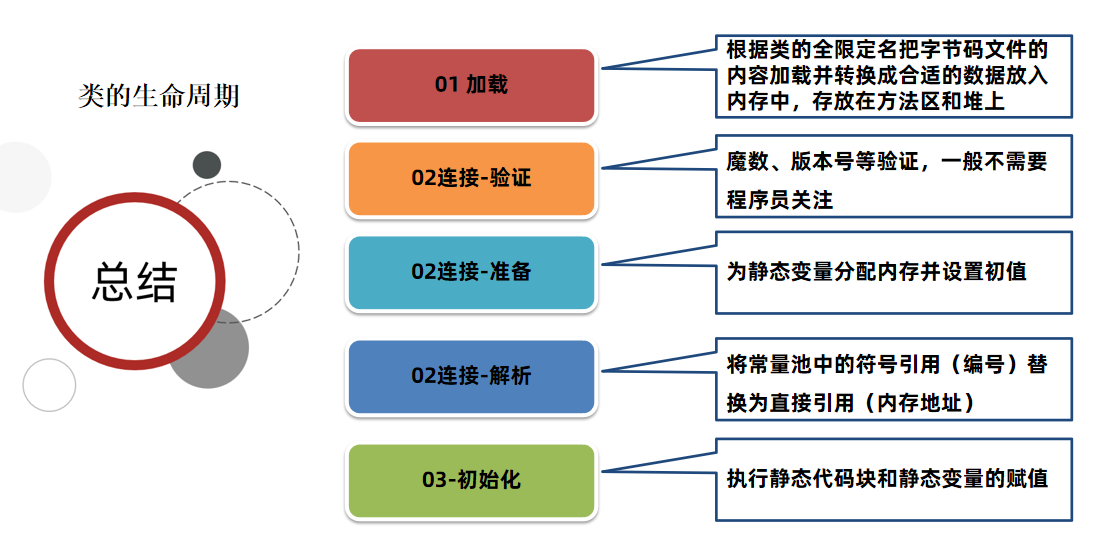 类的生命周期
总结
01 加载
根据类的全限定名把字节码文件的
内容加载并转换成合适的数据放入
内存中，存放在方法区和堆上
02连接-验证
魔数、版本号等验证，一般不需要
程序员关注
02连接-准备
为静态变量分配内存并设置初值
02连接-解析
将常量池中的符号引用（编号）替
换为直接引用（内存地址）
03-初始化
执行静态代码块和静态变量的赋值